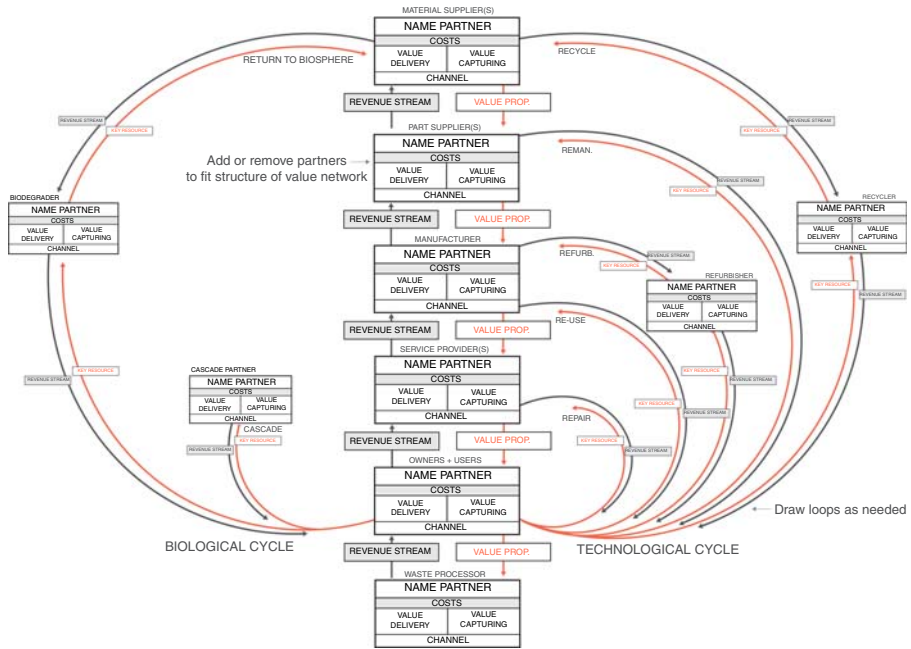 MATERIAL SUPPLIER(S)
NAME PARTNER
COSTS
VALUE DELIVERY
VALUE CAPTURING
CHANNEL
RETURN TO BIOSPHERE
RECYCLE
REVENUE STREAM
VALUE PROP.
REVENUE STREAM
KEY RESOURCE
REVENUE STREAM
KEY RESOURCE
PART SUPPLIER(S)
NAME PARTNER
COSTS
VALUE DELIVERY
VALUE CAPTURING
CHANNEL
Add or remove partners
to fit structure of value network
REMAN.
REVENUE STREAM
KEY RESOURCE
BIODEGRADER
NAME PARTNER
COSTS
VALUE DELIVERY
VALUE CAPTURING
CHANNEL
RECYCLER
NAME PARTNER
COSTS
VALUE DELIVERY
VALUE CAPTURING
CHANNEL
REVENUE STREAM
VALUE PROP.
MANUFACTURER
NAME PARTNER
COSTS
VALUE DELIVERY
VALUE CAPTURING
CHANNEL
REFURB.
REVENUE STREAM
KEY RESOURCE
REFURBISHER
NAME PARTNER
COSTS
VALUE DELIVERY
VALUE CAPTURING
CHANNEL
KEY RESOURCE
REVENUE STREAM
REVENUE STREAM
VALUE PROP.
RE-USE
SERVICE PROVIDER(S)
NAME PARTNER
COSTS
VALUE DELIVERY
VALUE CAPTURING
CHANNEL
KEY RESOURCE
REVENUE STREAM
KEY RESOURCE
REVENUE STREAM
KEY RESOURCE
REVENUE STREAM
CASCADE PARTNER
NAME PARTNER
COSTS
VALUE DELIVERY
VALUE CAPTURING
CHANNEL
CASCADE
KEY RESOURCE
REVENUE STREAM
REPAIR
KEY RESOURCE
REVENUE STREAM
REVENUE STREAM
VALUE PROP.
OWNERS + USERS
NAME PARTNER
COSTS
VALUE DELIVERY
VALUE CAPTURING
CHANNEL
Draw loops as needed
BIOLOGICAL CYCLE
TECHNOLOGICAL CYCLE
REVENUE STREAM
VALUE PROP.
WASTE PROCESSOR
NAME PARTNER
COSTS
VALUE DELIVERY
VALUE CAPTURING
CHANNEL